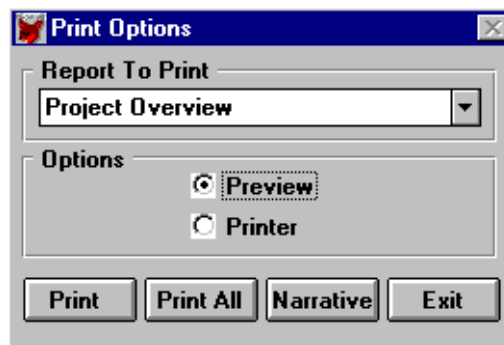 Print Options
Report To Print
Project Overview
Options
Preview
Printer
Print Print All Narrative Exit